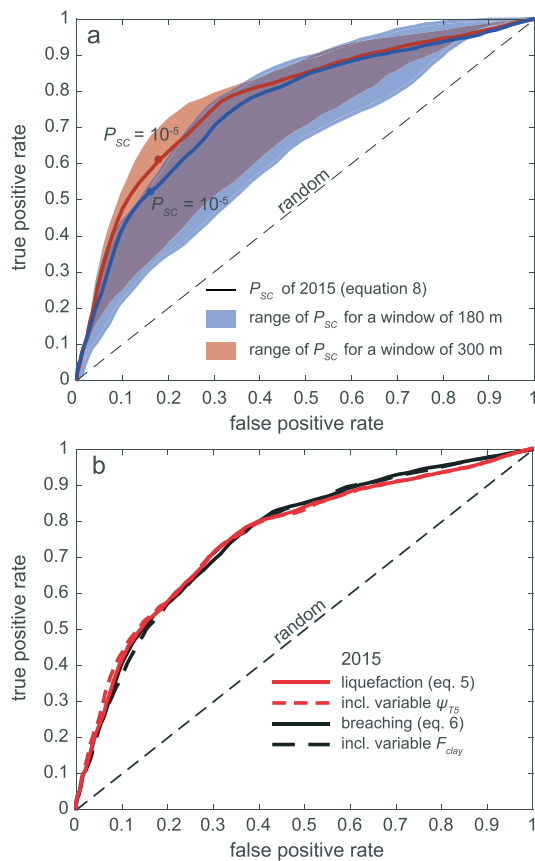 a
1
0.9
0.8
0.7
0.6
0.5
0.4
0.3
0.2
0.1
0
true positive rate
P_SC = 10^-5
P_SC = 10^-5
random
P_SC of 2015 (equation 8)
range of P_SC for a window of 180 m
range of P_SC for a window of 300 m
0 0.1 0.2 0.3 0.4 0.5 0.6 0.7 0.8 0.9 1
false positive rate
b
1
0.9
0.8
0.7
0.6
0.5
0.4
0.3
0.2
0.1
0
true positive rate
random
2015
liquefaction (eq. 5)
incl. variable ψ_T5
breaching (eq. 6)
incl. variable F_clay
0 0.1 0.2 0.3 0.4 0.5 0.6 0.7 0.8 0.9 1
false positive rate